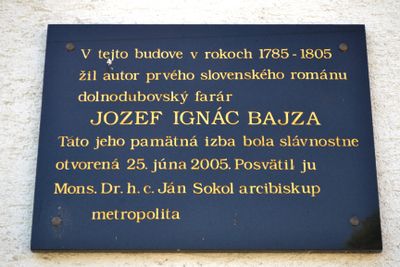 V tejto budove v rokoch 1785-1805
žil autor prvého slovenského románu
dolnodubovský farár
JOZEF IGNÁC BAJZA
Táto jeho pamätná izba bola slávnostne
otvorená 25. júna 2005. Posvätil ju
Mons. Dr. h. c. Ján Sokol arcibiskup
metropolita